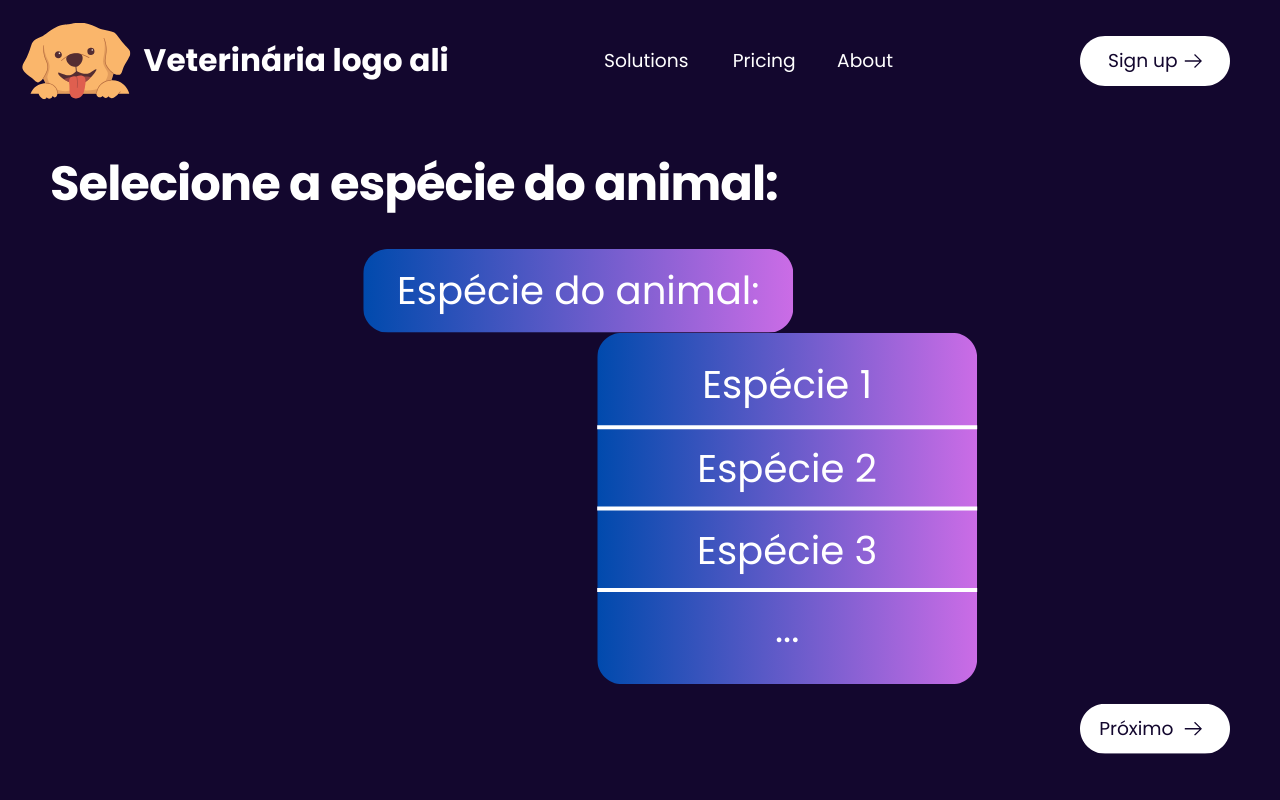 Veterinária logo ali
Solutions
Pricing
About
Sign up
Selecione a espécie do animal:
Espécie do animal:
Espécie 1
Espécie 2
Espécie 3
...
Próximo